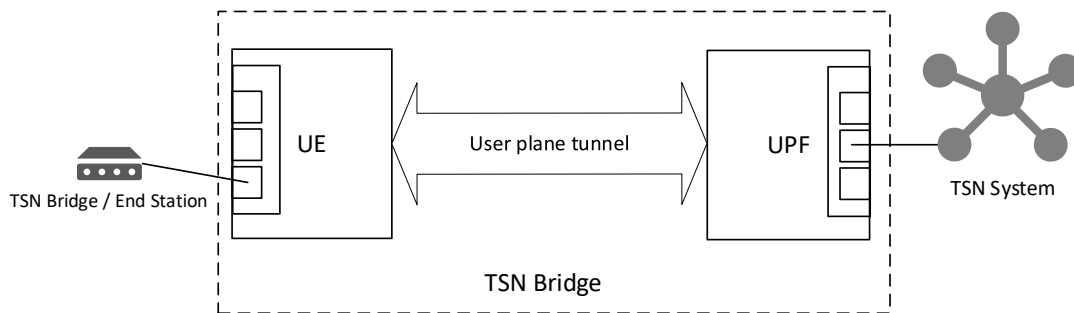 UE
User plane tunnel
UPF
TSN Bridge / End Station
TSN System
TSN Bridge